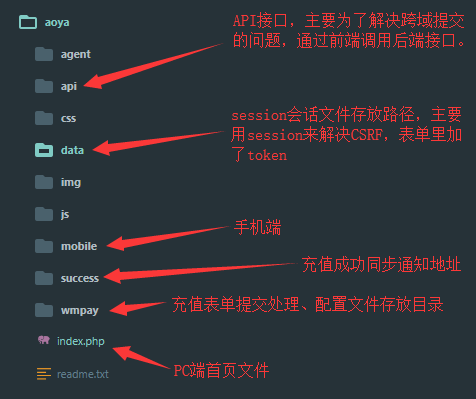 aoya
API接口，主要为了解决跨域提交
的问题，通过前端调用后端接口。
agent
api
css
session会话文件存放路径，主要
用session来解决CSRF，表单里加
了token
data
img
js
手机端
mobile
充值成功同步通知地址
success
wmpay
充值表单提交处理、配置文件存放目录
index.php
PC端首页文件
readme.txt